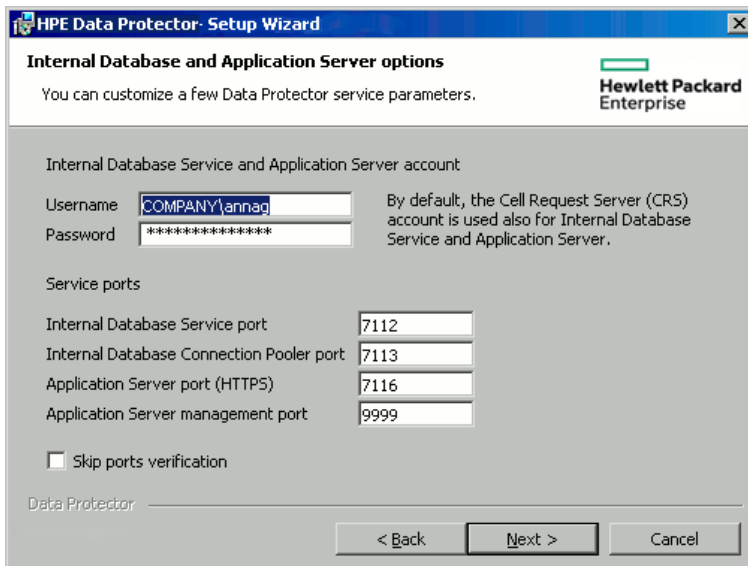 HPE Data Protector- Setup Wizard
Internal Database and Application Server options
You can customize a few Data Protector service parameters.
Hewlett Packard
Enterprise
Internal Database Service and Application Server account
Username COMPANY\annag
Password **************
By default, the Cell Request Server (CRS)
account is used also for Internal Database
Service and Application Server.
Service ports
Internal Database Service port 7112
Internal Database Connection Pooler port 7113
Application Server port (HTTPS) 7116
Application Server management port 9999
Skip ports verification
Data Protector
< Back Next > Cancel